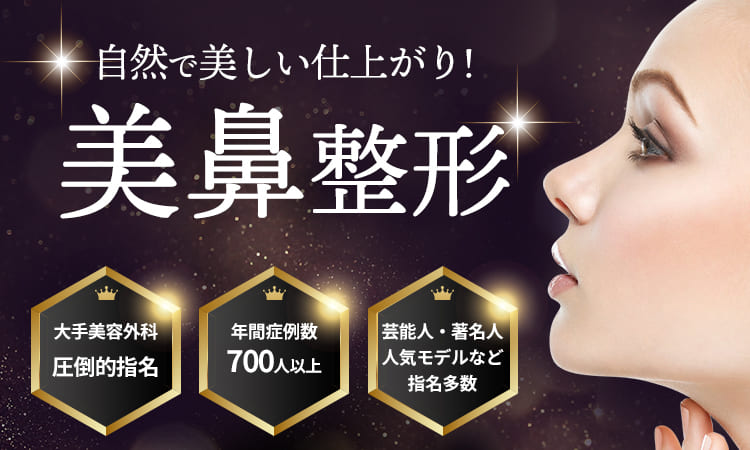 自然で美しい仕上がり!
美鼻整形
大手美容外科
圧倒的指名
年間症例数
700人以上
芸能人・著名人
人気モデルなど
指名多数